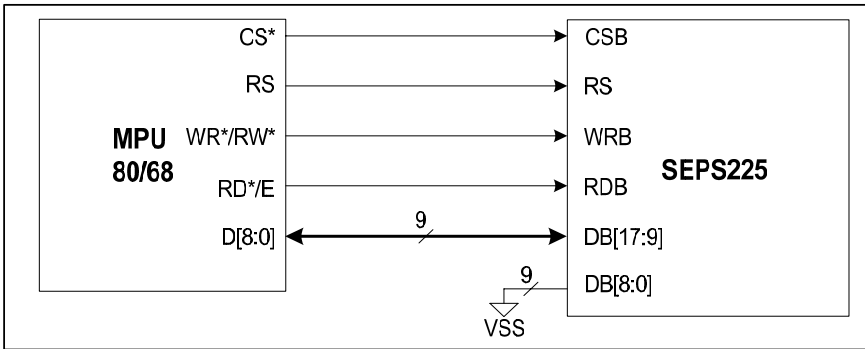 CS* CSB
RS RS
MPU WR*/RW* WRB
80/68 SEPS225
RD*/E RDB
9
D[8:0] DB[17:9]
9 DB[8:0]
VSS